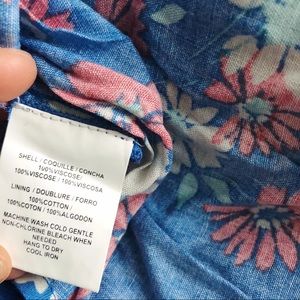 SHELL / COQUILLE / CONCHA
100%VISCOSE/
100%VISCOSE / 100%VISCOSA
LINING / DOUBLURE / FORRO
100%COTTON/
100%COTON / 100%ALGODON
MACHINE WASH COLD GENTLE
NON-CHLORINE BLEACH WHEN
NEEDED
HANG TO DRY
COOL IRON